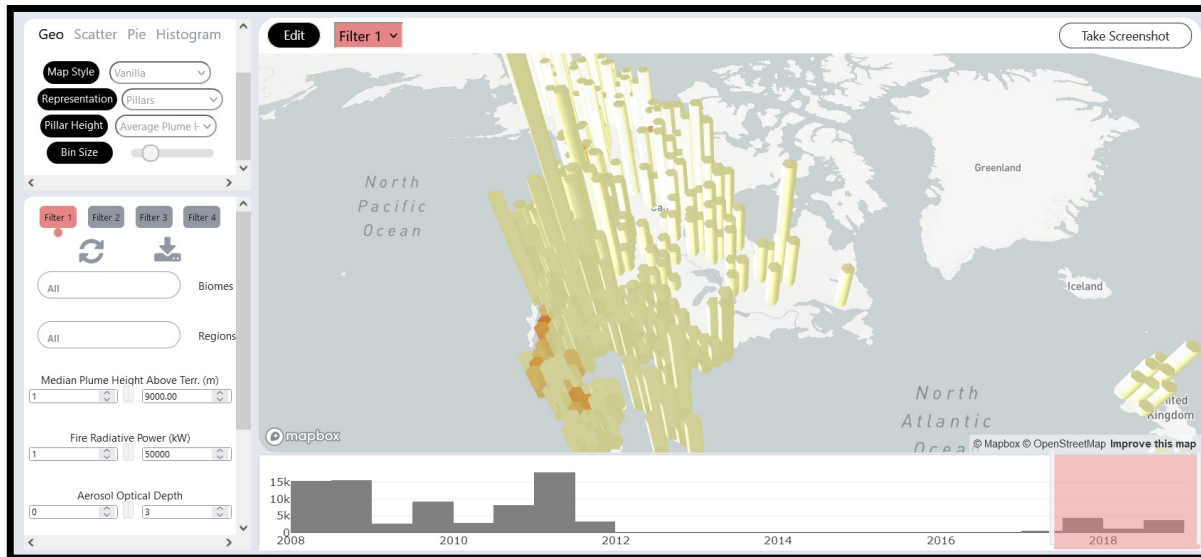 Geo Scatter Pie Histogram
Map Style Vanilla
Representation Pillars
Pillar Height Average Plume H
Bin Size
Filter 1 Filter 2 Filter 3 Filter 4
All Biomes
All Regions
Median Plume Height Above Terr. (m)
1 9000.00
Fire Radiative Power (kW)
1 50000
Aerosol Optical Depth
0 3
Edit Filter 1 Take Screenshot
North
Pacific
Ocean
Greenland
Iceland
North
Atlantic
Kingdom
mapbox
© Mapbox © OpenStreetMap Improve this map
15k
10k
5k
0
2008 2010 2012 2014 2016 2018